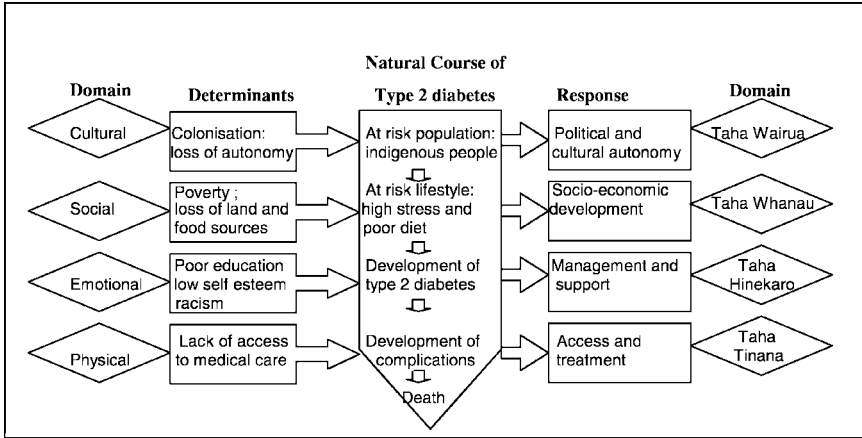 Natural Course of
Domain
Determinants
Type 2 diabetes
Response
Domain
Cultural
Colonisation:
loss of autonomy
At risk population:
indigenous people
Political and
cultural autonomy
Taha Wairua
Social
Poverty ;
loss of land and
food sources
At risk lifestyle:
high stress and
poor diet
Socio-economic
development
Taha Whanau
Emotional
Poor education
low self esteem
racism
Development of
type 2 diabetes
Management and
support
Taha
Hinekaro
Physical
Lack of access
to medical care
Development of
complications
Access and
treatment
Taha
Tinana
Death